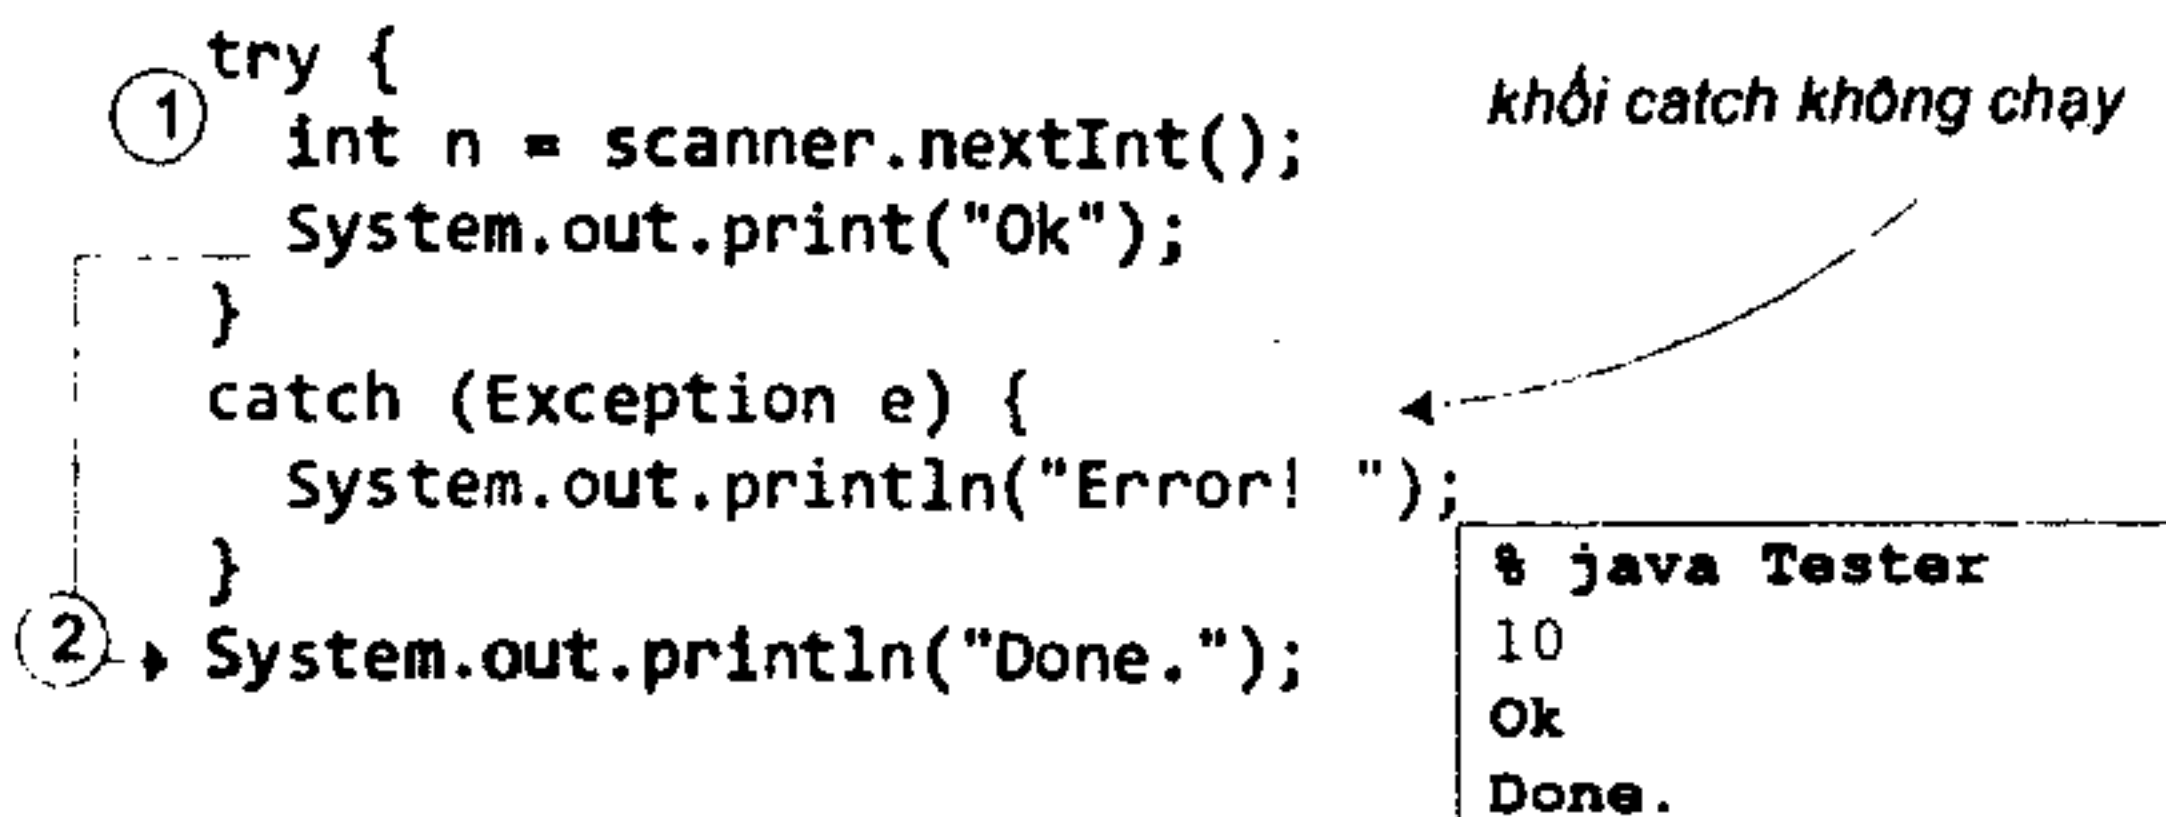 try {
1
int n = scanner.nextInt();
khối catch không chạy
System.out.print("Ok");
}
catch (Exception e) {
System.out.println("Error! ");
}
2
System.out.println("Done.");
% java Tester
10
Ok
Done.